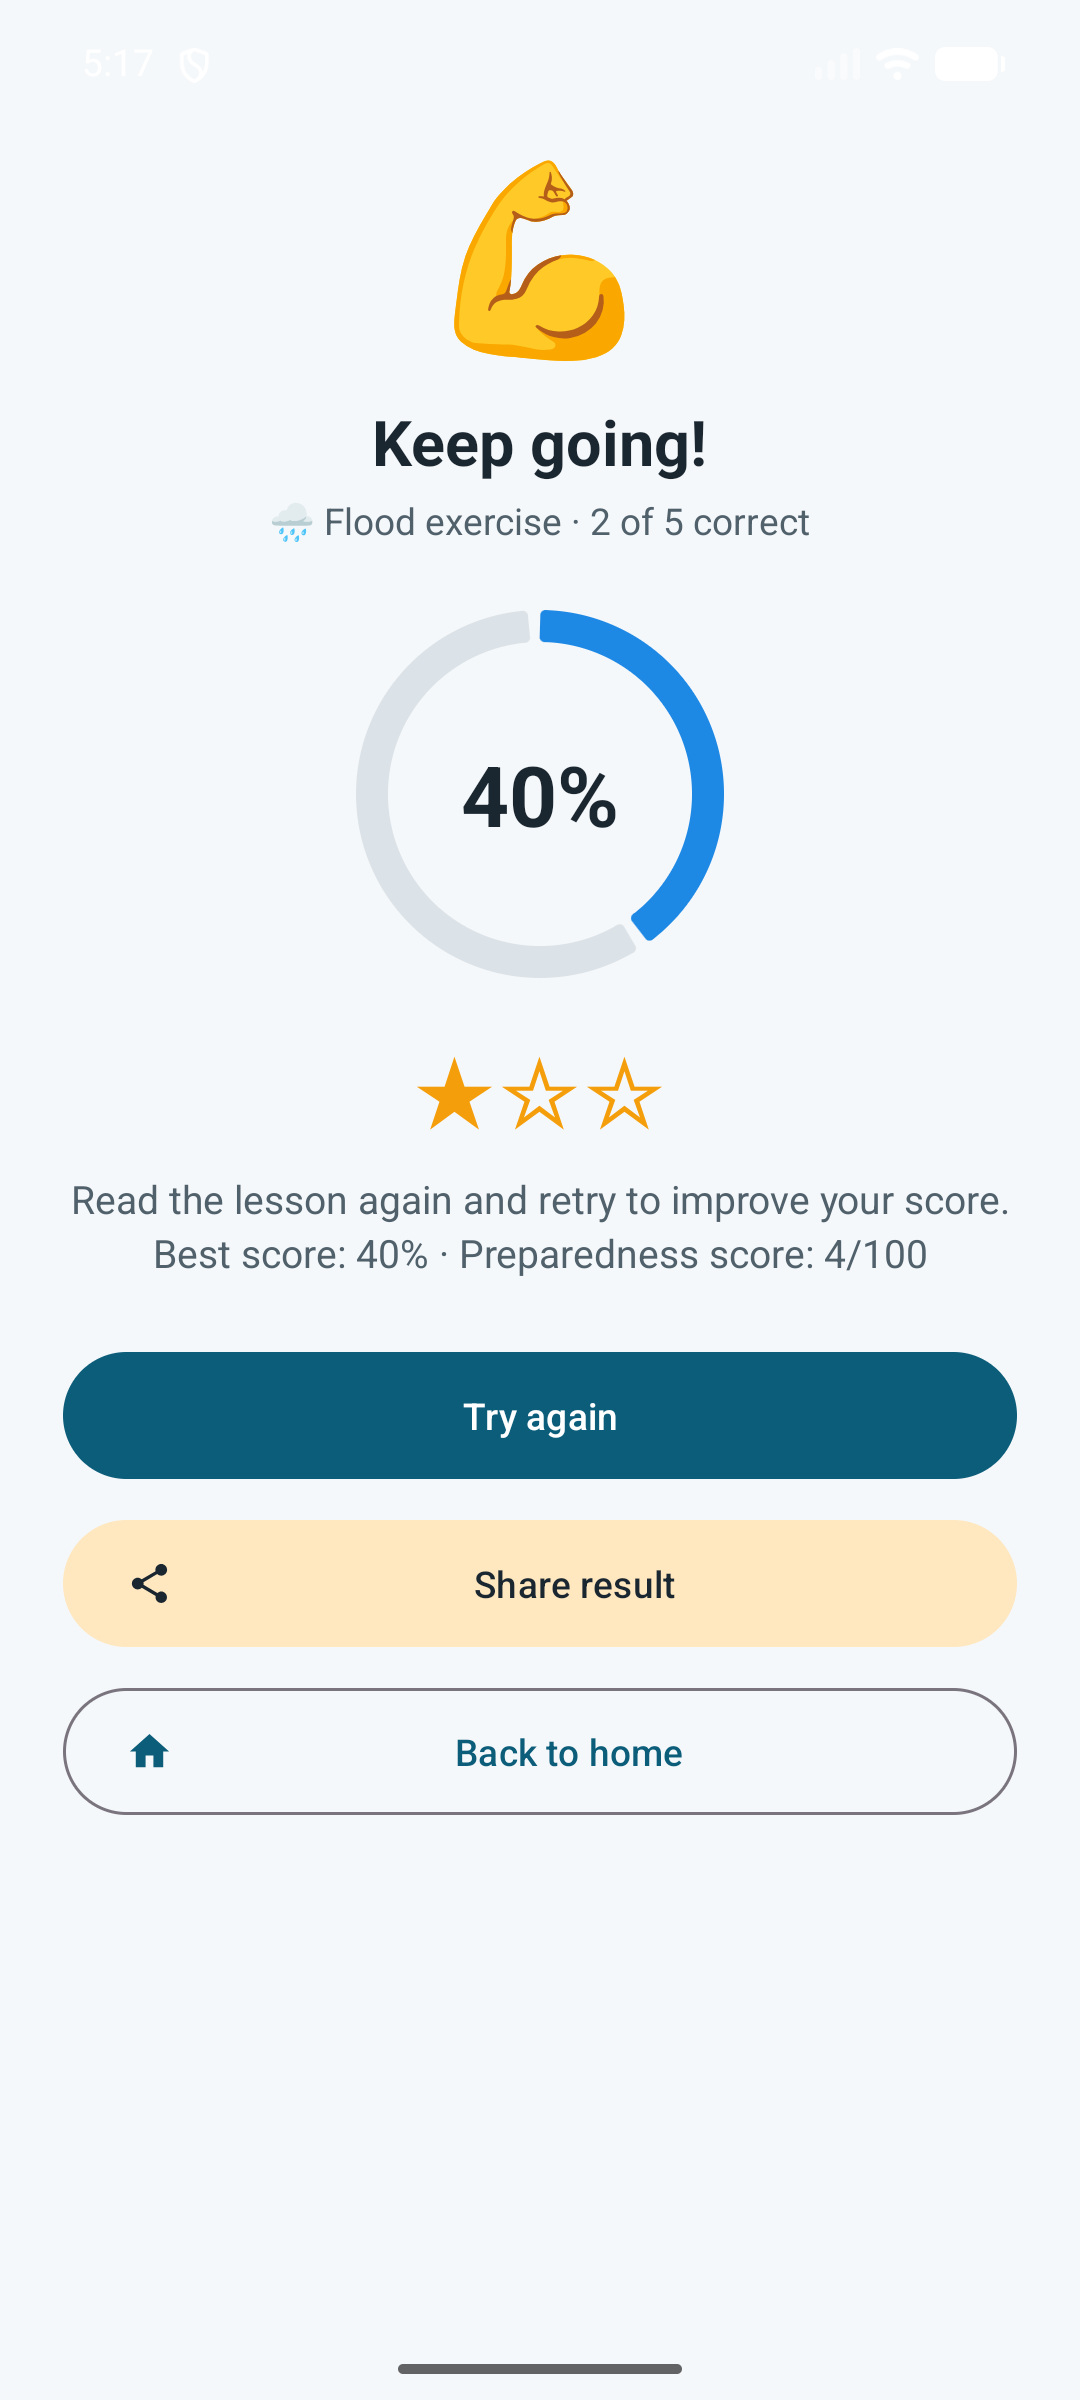 5:17
Keep going!
🌧️ Flood exercise · 2 of 5 correct
40%
★☆☆
Read the lesson again and retry to improve your score.
Best score: 40% · Preparedness score: 4/100
Try again
Share result
Back to home